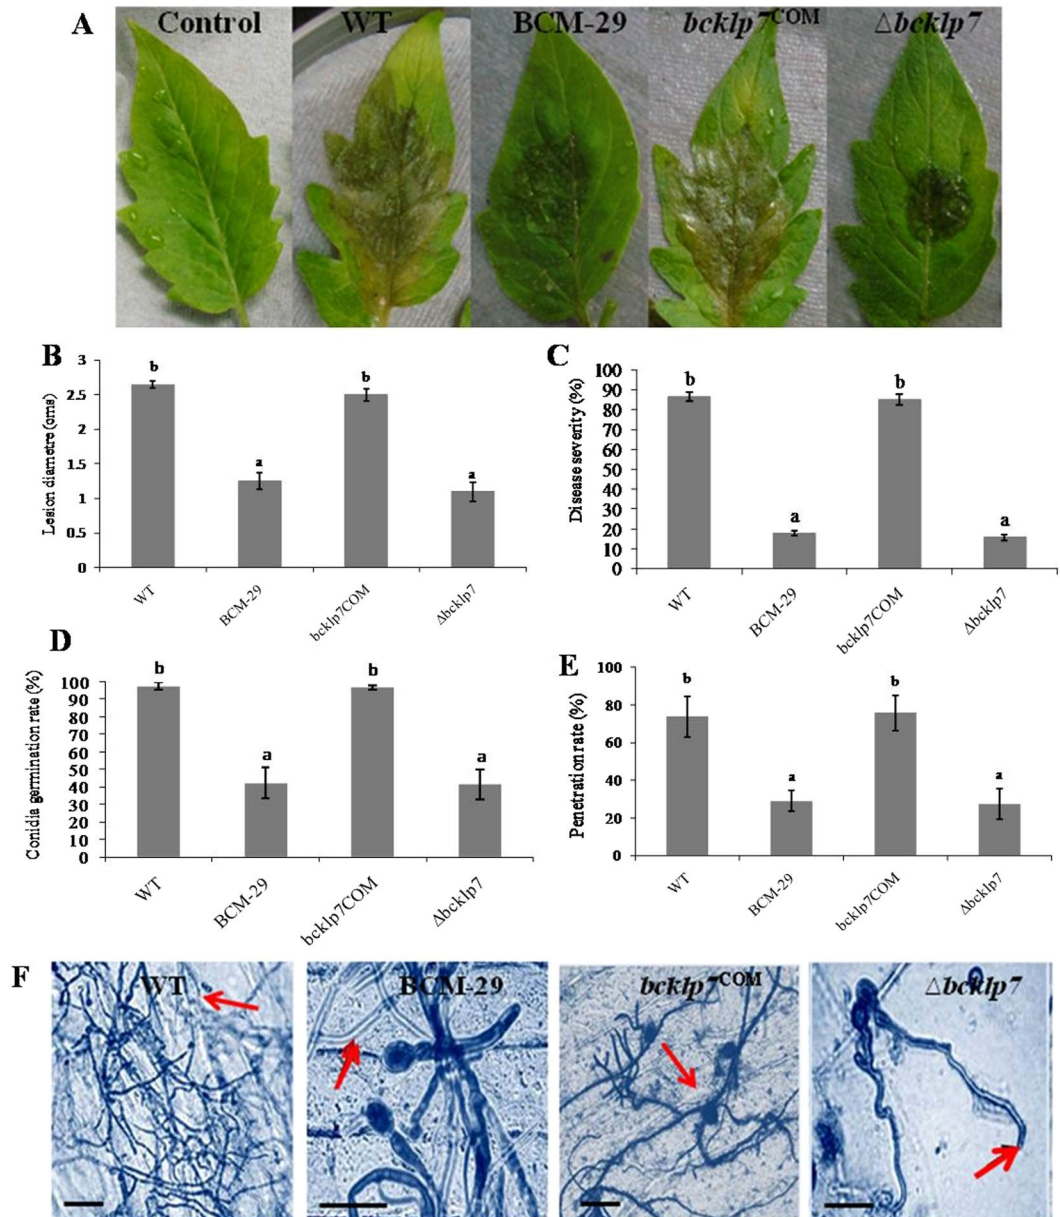 A
Control
WT
BCM-29
bcklp7COM
Δbcklp7
B
Lesion diametre (cms)
3
2.5
2
1.5
1
0.5
0
b
a
b
a
WT
BCM-29
bcklp7COM
Δbcklp7
C
Disease severity (%)
100
90
80
70
60
50
40
30
20
10
0
b
a
b
a
WT
BCM-29
bcklp7COM
Δbcklp7
D
Conidia germination rate (%)
100
90
80
70
60
50
40
30
20
10
0
b
a
b
a
WT
BCM-29
bcklp7COM
Δbcklp7
E
Penetration rate (%)
100
80
60
40
20
0
b
a
b
a
WT
BCM-29
bcklp7COM
Δbcklp7
F
WT
BCM-29
bcklp7COM
Δbcklp7